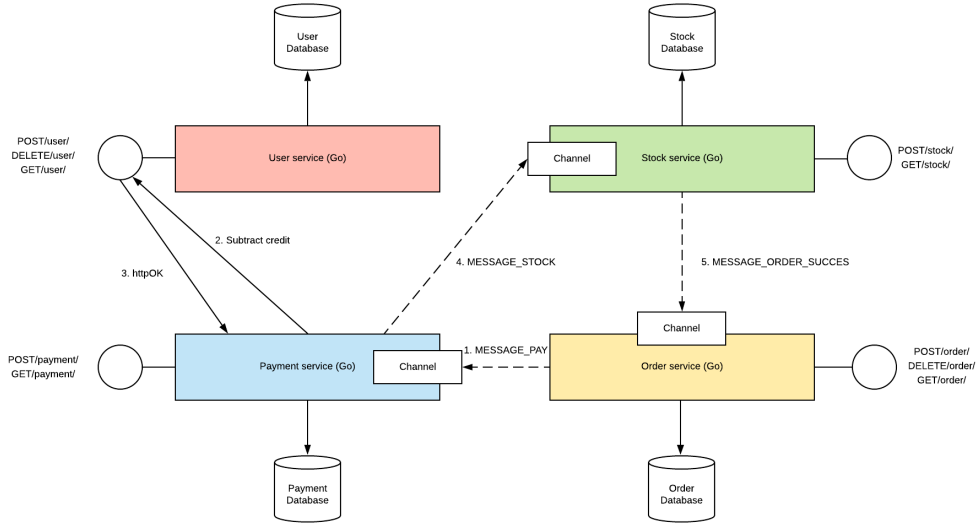 User
Database
Stock
Database
POST/user/
DELETE/user/
GET/user/
User service (Go)
Channel
Stock service (Go)
POST/stock/
GET/stock/
2. Subtract credit
3. httpOK
4. MESSAGE_STOCK
5. MESSAGE_ORDER_SUCCES
POST/payment/
GET/payment/
Payment service (Go)
Channel
1. MESSAGE_PAY
Channel
Order service (Go)
POST/order/
DELETE/order/
GET/order/
Payment
Database
Order
Database